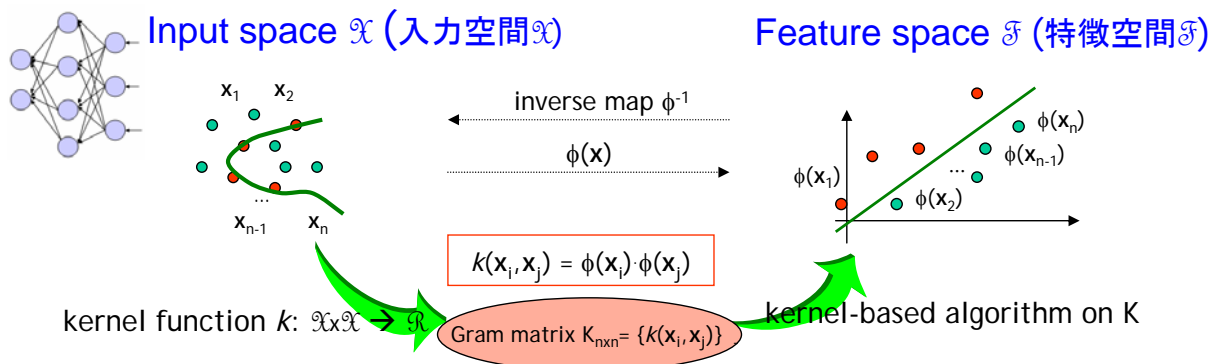 Input space 𝒳 (入力空間𝒳)
Feature space ℱ (特徴空間ℱ)
x1 x2
inverse map ϕ-1
ϕ(x)
...
xn-1 xn
ϕ(xn)
ϕ(xn-1)
...
ϕ(x1)
ϕ(x2)
k(xi,xj) = ϕ(xi).ϕ(xj)
kernel function k: 𝒳x𝒳 → ℛ
Gram matrix Knxn= {k(xi,xj)}
kernel-based algorithm on K